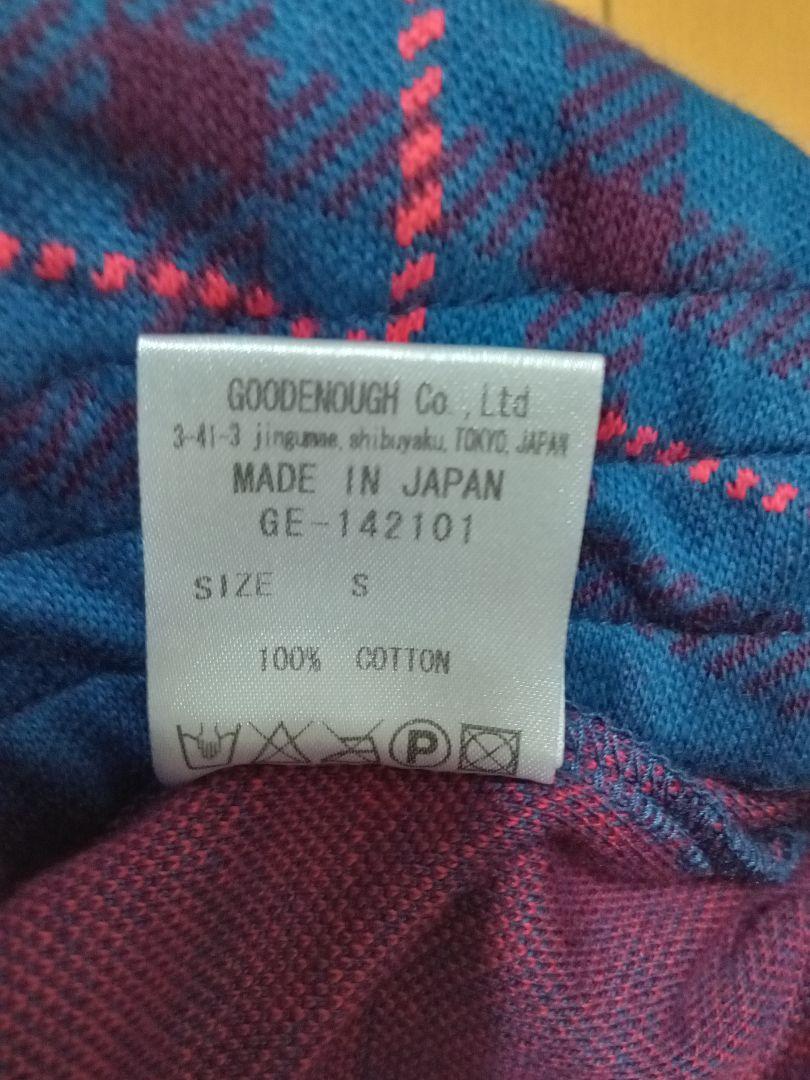 GOODENOUGH Co.,Ltd
3-41-3 jingumae, shibuyaku, TOKYO, JAPAN
MADE IN JAPAN
GE-142101
SIZE S
100% COTTON
P